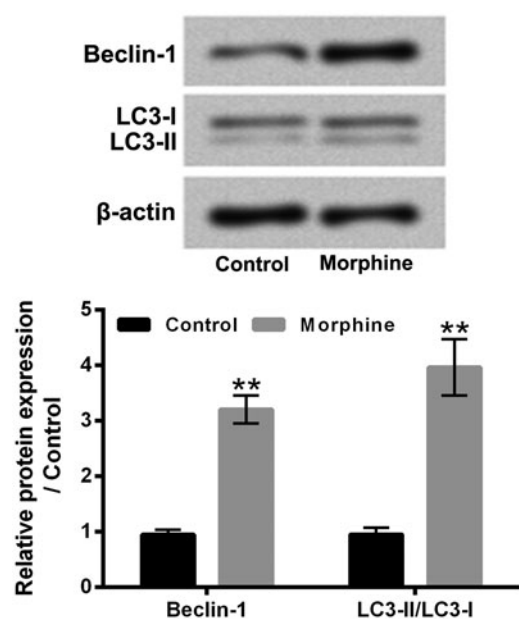 Beclin-1
LC3-I
LC3-II
β-actin
Control Morphine
Relative protein expression
/ Control
5
4
3
2
1
0
Control Morphine
**
**
Beclin-1 LC3-II/LC3-I